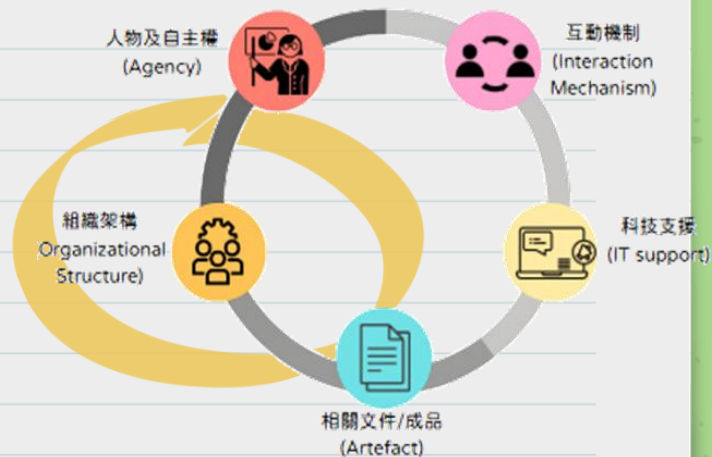 人物及自主權
(Agency)
互動機制
(Interaction
Mechanism)
組織架構
(Organizational
Structure)
科技支援
(IT support)
相關文件/成品
(Artefact)